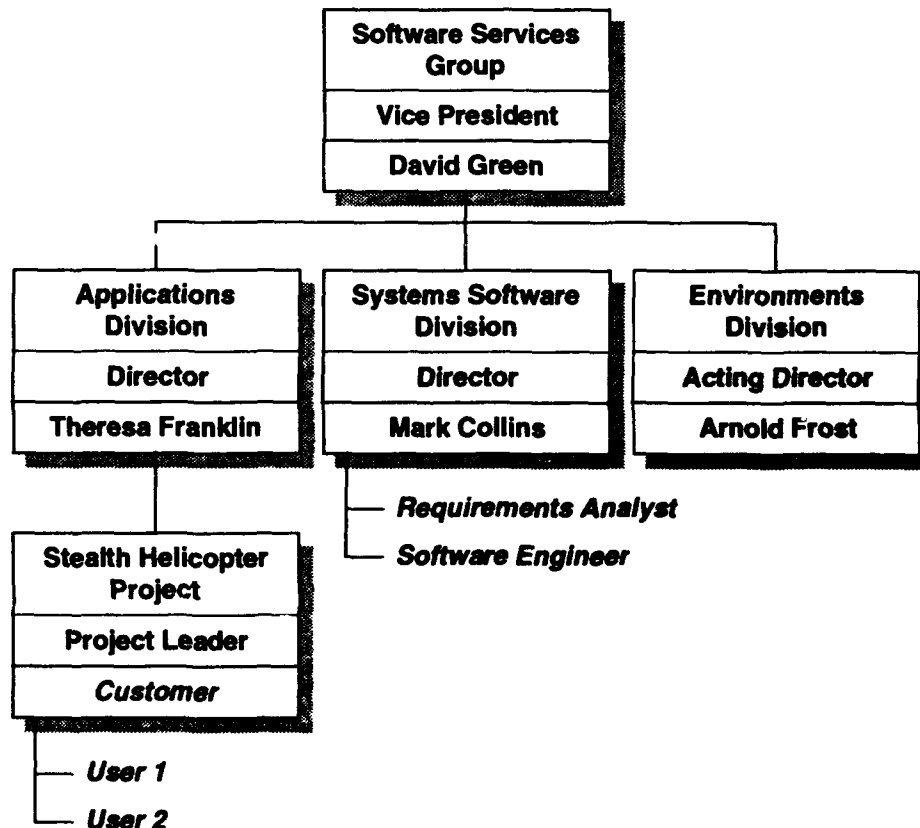 Software Services
Group
Vice President
David Green
Applications
Division
Director
Theresa Franklin
Systems Software
Division
Director
Mark Collins
Environments
Division
Acting Director
Arnold Frost
Requirements Analyst
Software Engineer
Stealth Helicopter
Project
Project Leader
Customer
User 1
User 2